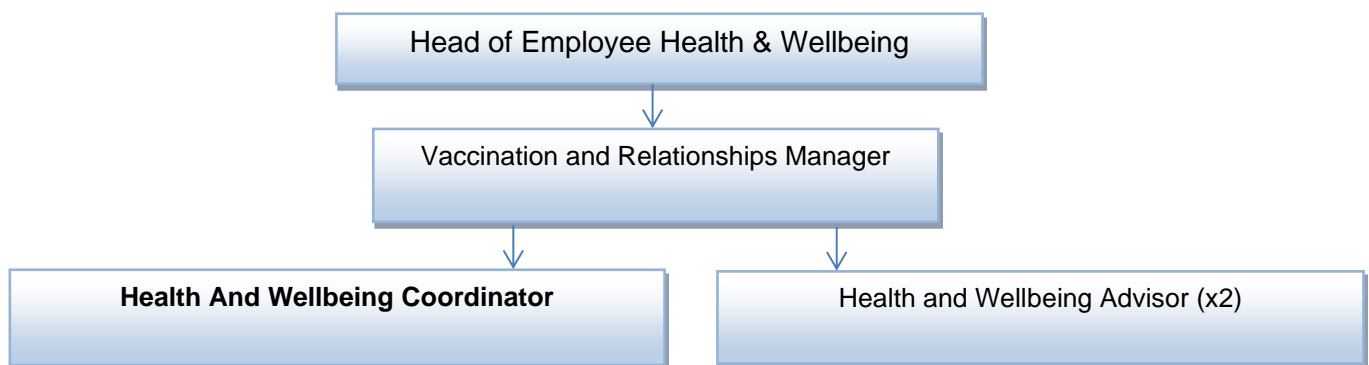 Head of Employee Health & Wellbeing
Vaccination and Relationships Manager
Health And Wellbeing Coordinator
Health and Wellbeing Advisor (x2)